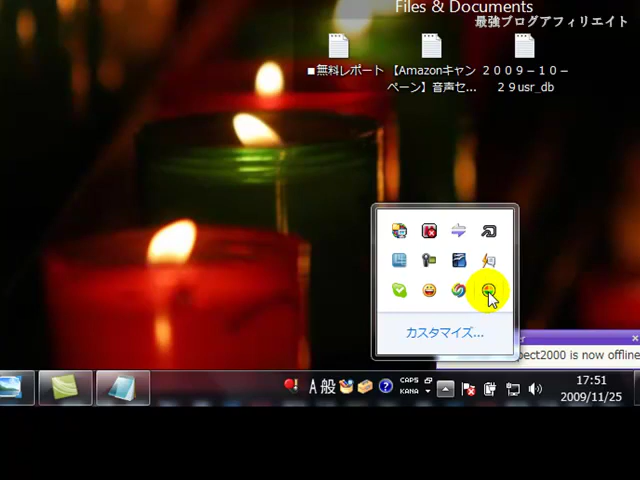 Files & Documents
最強ブログアフィリエイト
■無料レポート
【Amazonキャンペーン】音声セ...
２００９－１０－２９usr_db
カスタマイズ...
pect2000 is now offline
A 般
CAPS
KANA
17:51
2009/11/25